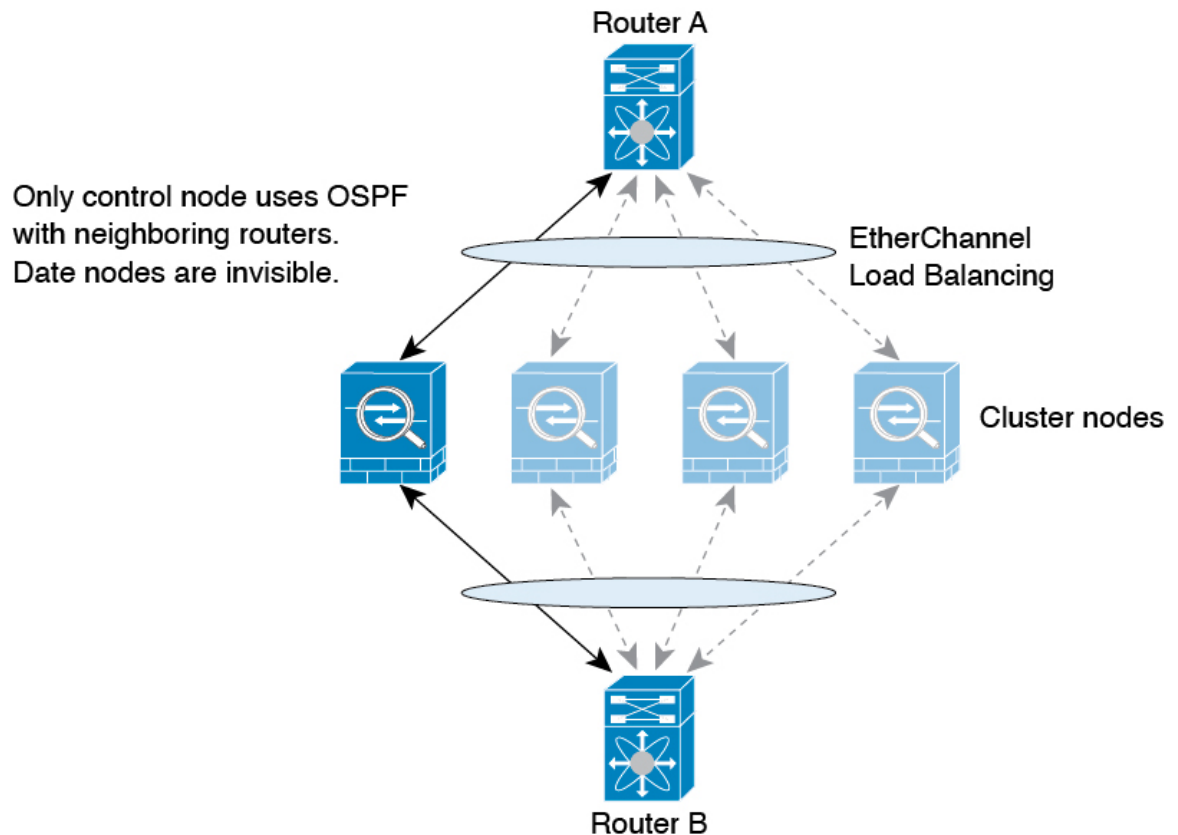 Router A
Only control node uses OSPF
with neighboring routers.
Date nodes are invisible.
EtherChannel
Load Balancing
Cluster nodes
Router B